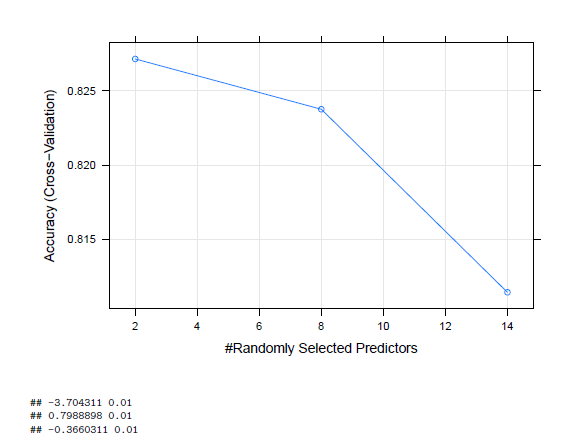 0.825
0.820
0.815
Accuracy (Cross−Validation)
2 4 6 8 10 12 14
#Randomly Selected Predictors
## -3.704311 0.01
## 0.7988898 0.01
## -0.3660311 0.01